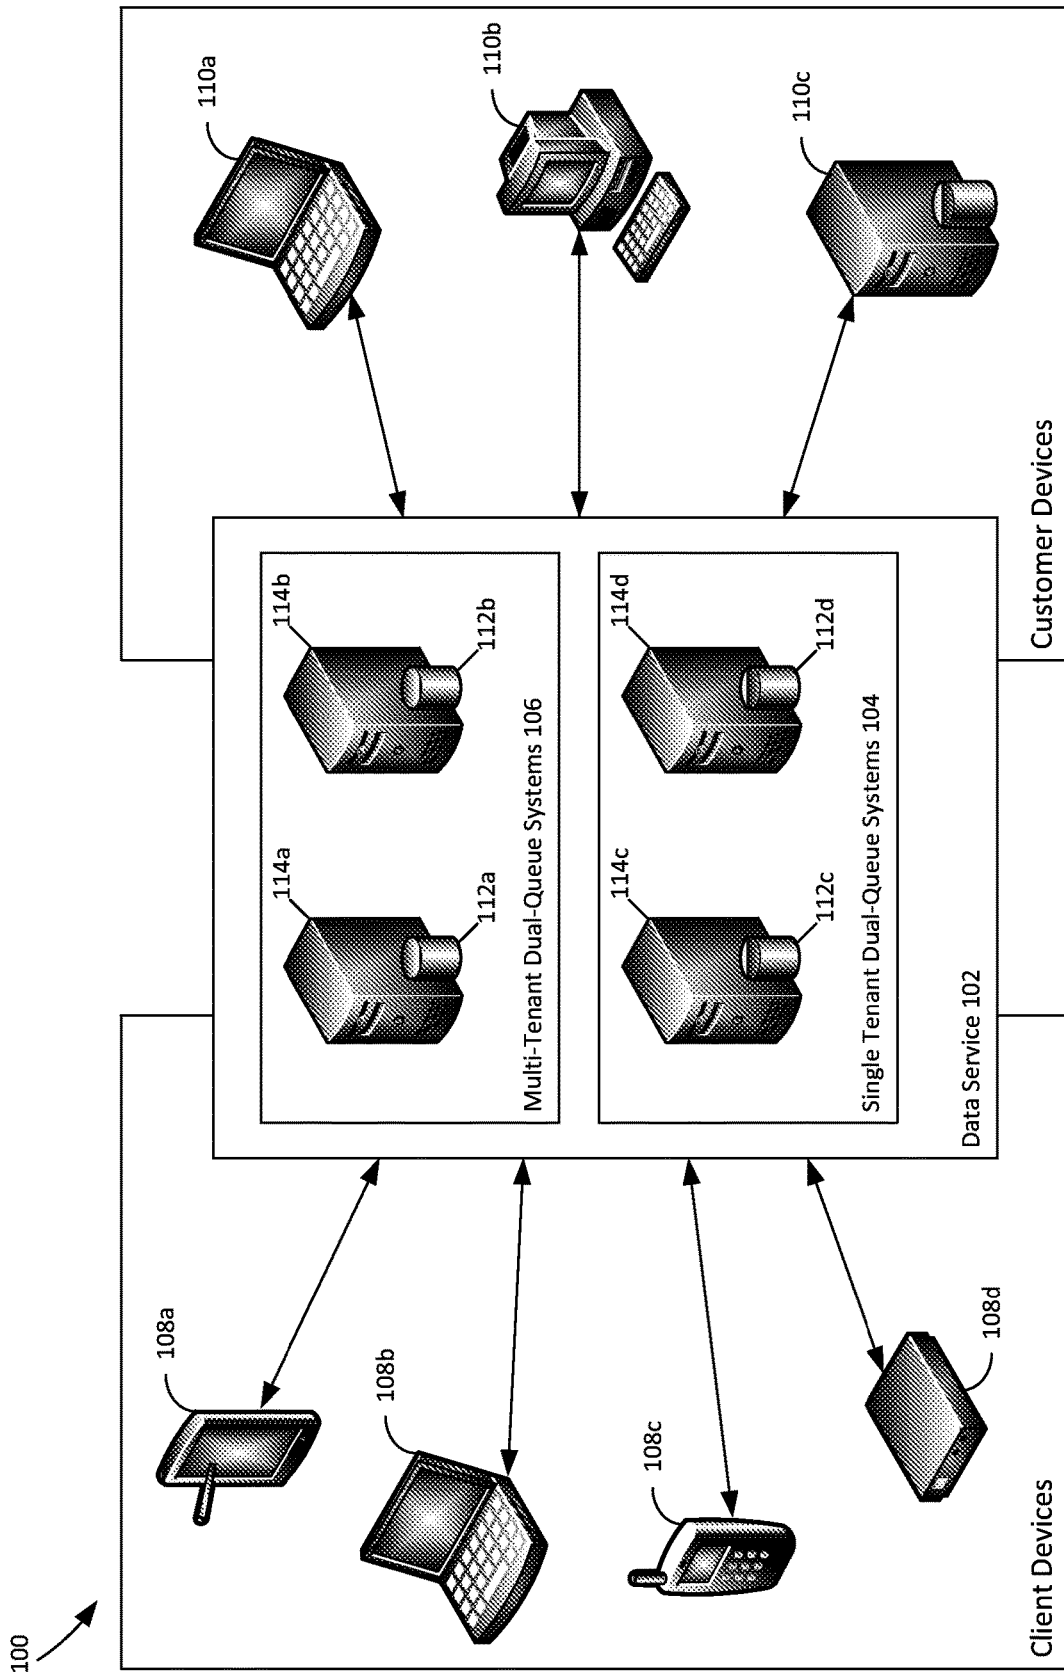 100
108a
108b
108c
108d
Client Devices
114a
112a
114b
112b
Multi-Tenant Dual-Queue Systems 106
114c
112c
114d
112d
Single Tenant Dual-Queue Systems 104
Data Service 102
110a
110b
110c
Customer Devices